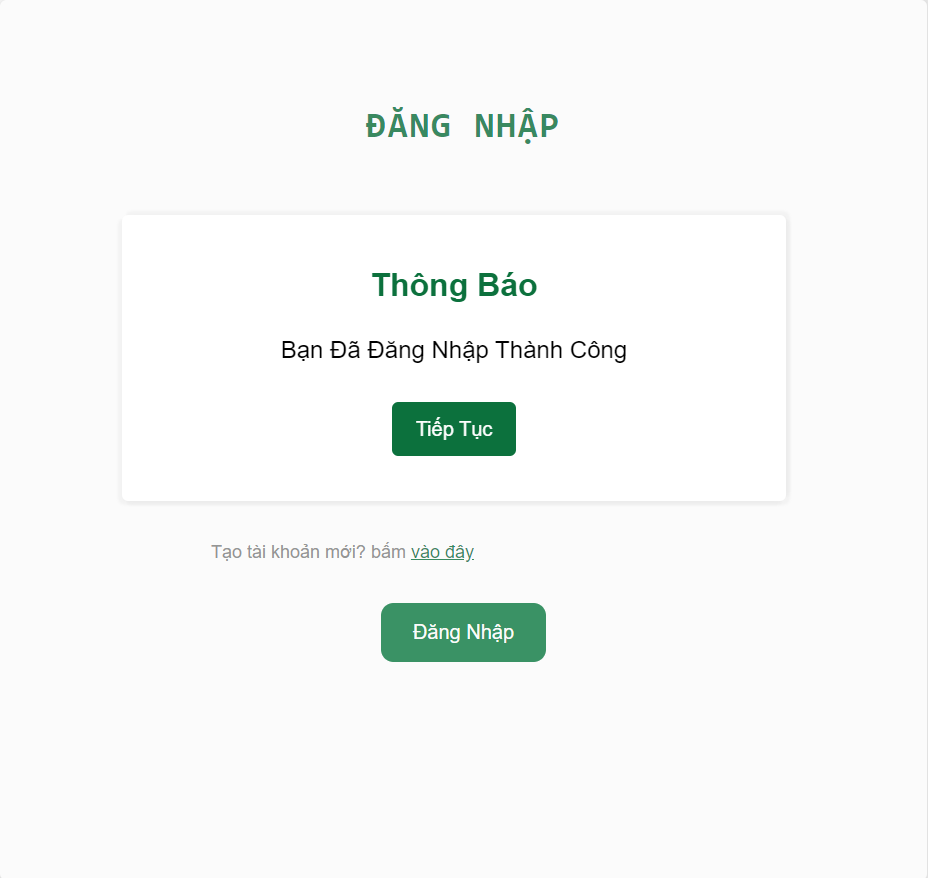 ĐĂNG NHẬP
Thông Báo
Bạn Đã Đăng Nhập Thành Công
Tiếp Tục
Tạo tài khoản mới? bấm vào đây
Đăng Nhập